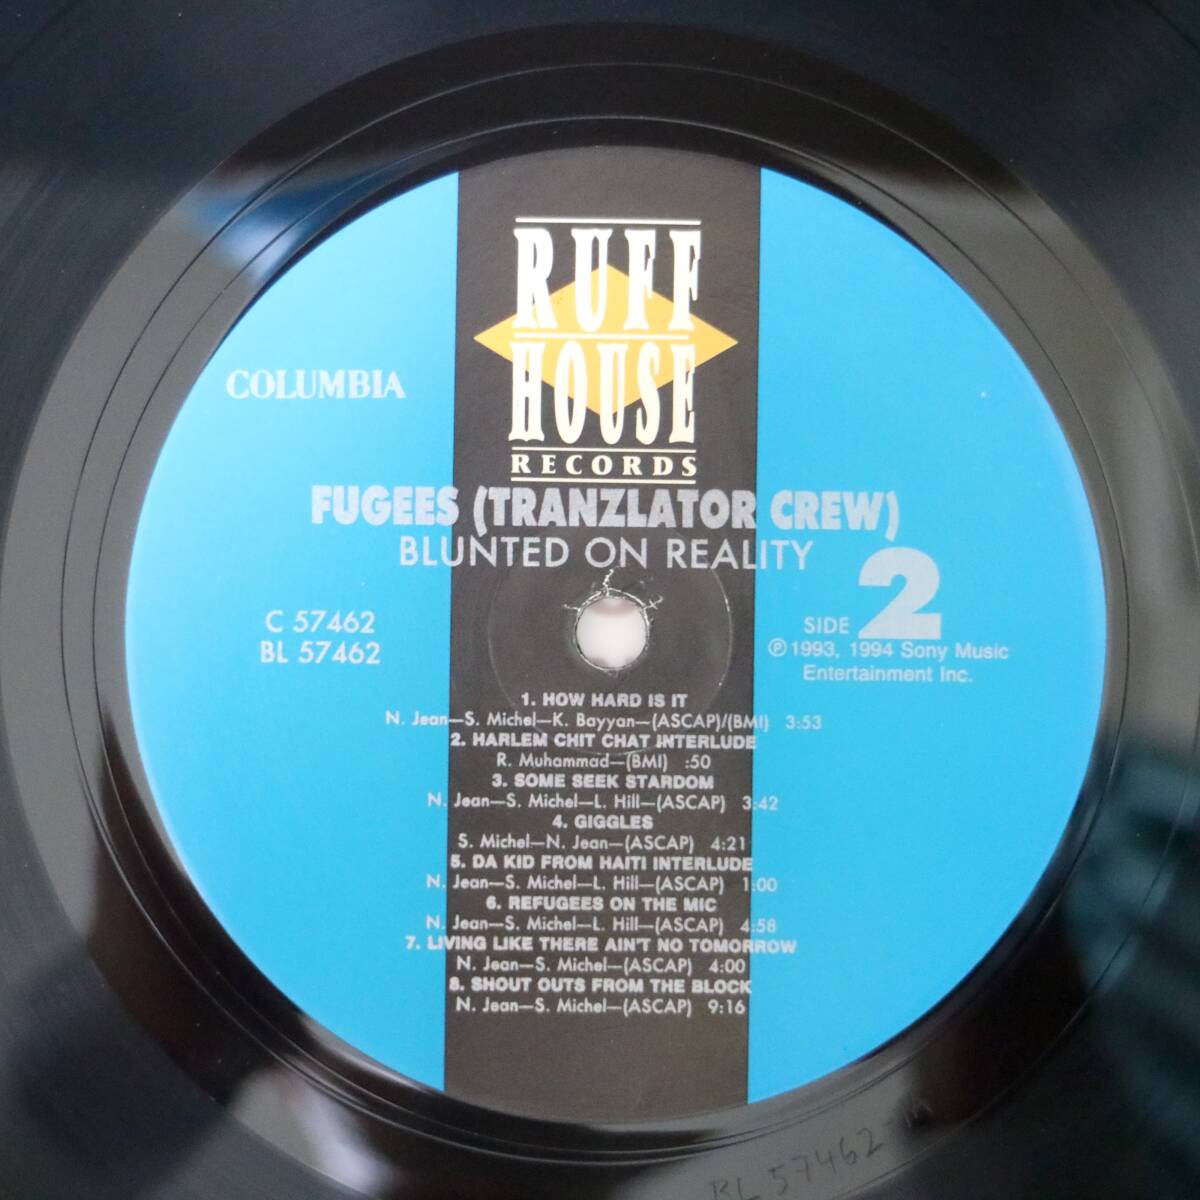 RUFF
HOUSE
RECORDS
COLUMBIA
FUGEES (TRANZLATOR CREW)
BLUNTED ON REALITY
C 57462
BL 57462
SIDE 2
℗ 1993, 1994 Sony Music
Entertainment Inc.
1. HOW HARD IS IT
N. Jean—S. Michel—K. Bayyan—(ASCAP)/(BMI) 3:53
2. HARLEM CHIT CHAT INTERLUDE
R. Muhammad—(BMI) :50
3. SOME SEEK STARDOM
N. Jean—S. Michel—L. Hill—(ASCAP) 3:42
4. GIGGLES
S. Michel—N. Jean—(ASCAP) 4:21
5. DA KID FROM HAITI INTERLUDE
N. Jean—S. Michel—L. Hill—(ASCAP) 1:00
6. REFUGEES ON THE MIC
N. Jean—S. Michel—L. Hill—(ASCAP) 4:58
7. LIVING LIKE THERE AIN'T NO TOMORROW
N. Jean—S. Michel—(ASCAP) 4:00
8. SHOUT OUTS FROM THE BLOCK
N. Jean—S. Michel—(ASCAP) 9:16
BL 57462